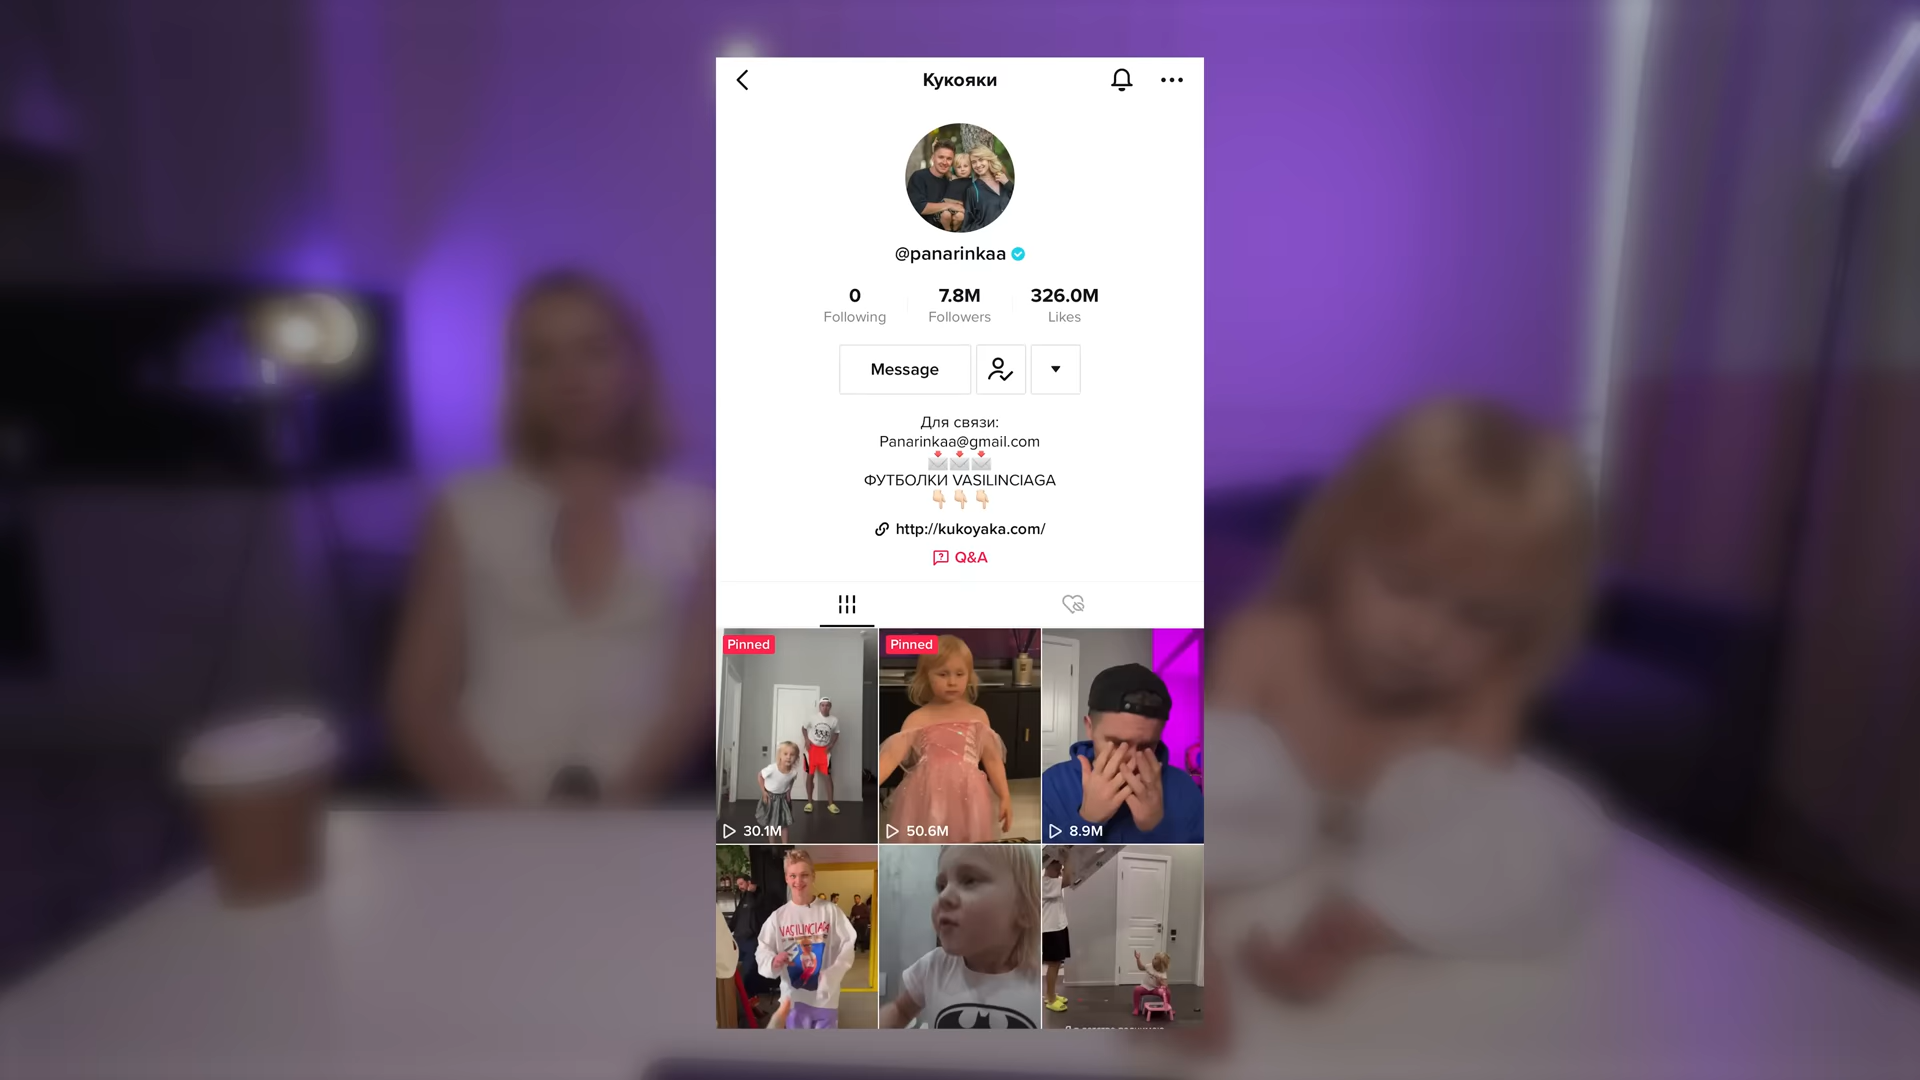 Кукояки
@panarinkaa
0 7.8M 326.0M
Following Followers Likes
Message
Для связи:
Panarinkaa@gmail.com
ФУТБОЛКИ VASILINCIAGA
http://kukoyaka.com/
Q&A
Pinned Pinned
30.1M 50.6M 8.9M
VASILINCIAGA